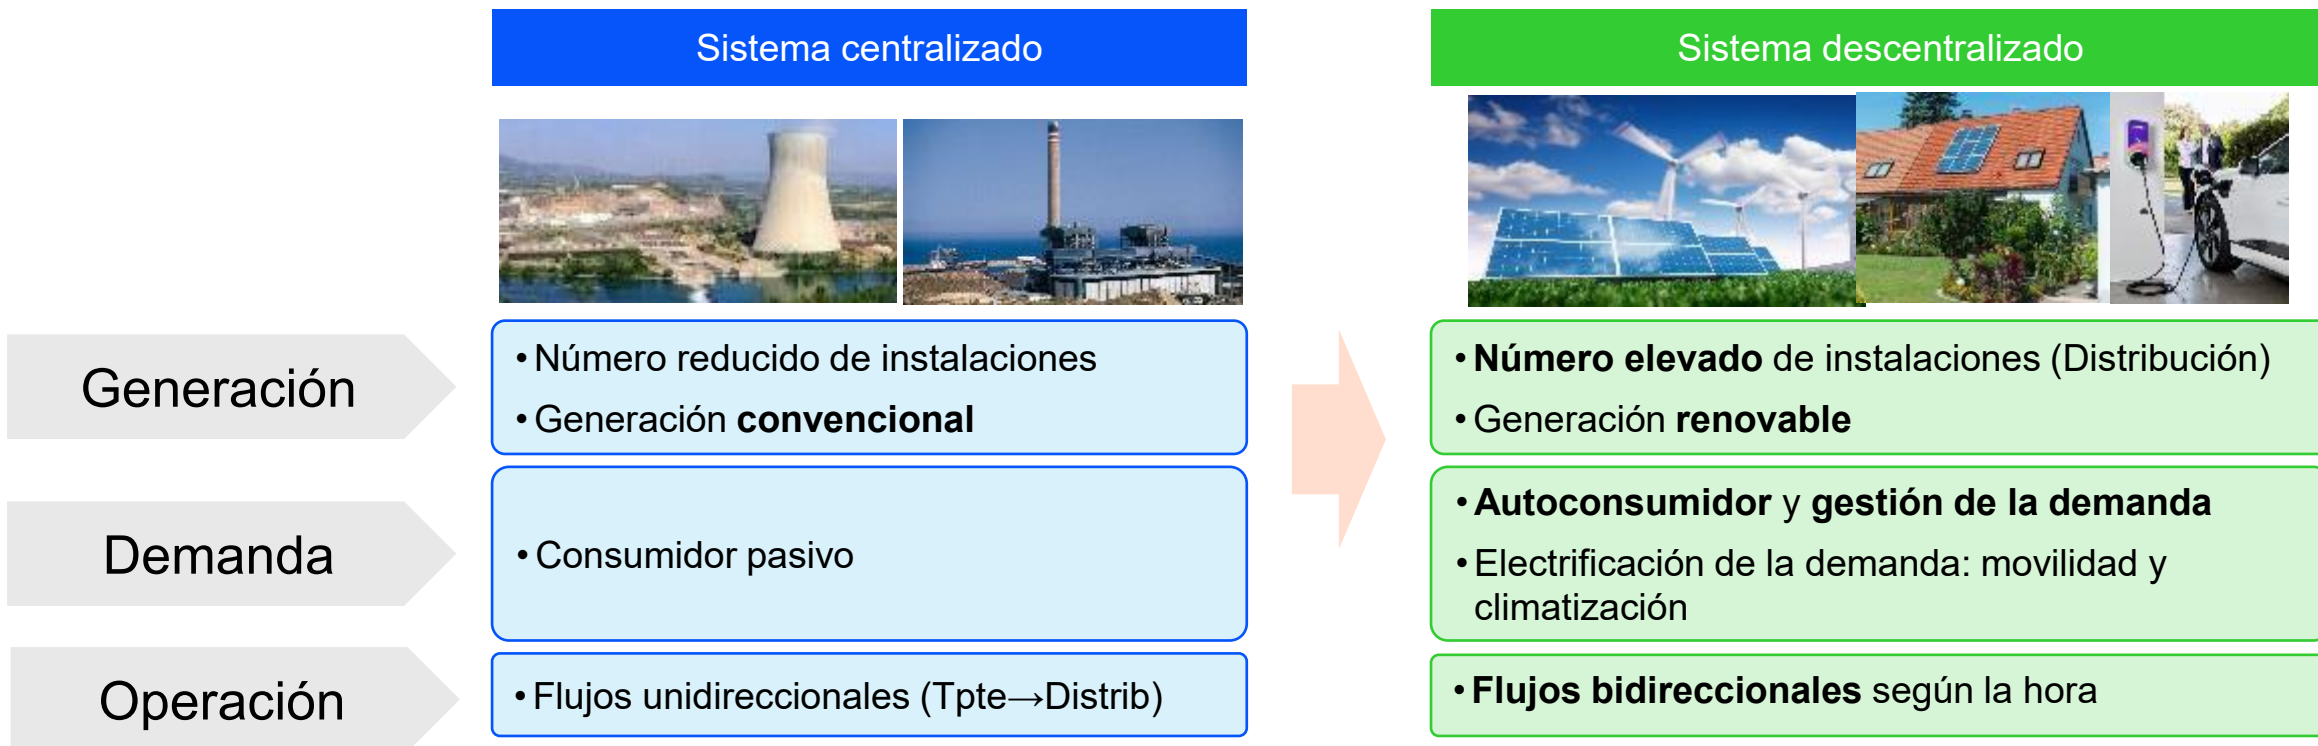 Sistema centralizado
Sistema descentralizado
Generación
• Número reducido de instalaciones
• Generación convencional
• Número elevado de instalaciones (Distribución)
• Generación renovable
Demanda
• Consumidor pasivo
• Autoconsumidor y gestión de la demanda
• Electrificación de la demanda: movilidad y
climatización
Operación
• Flujos unidireccionales (Tpte→Distrib)
• Flujos bidireccionales según la hora